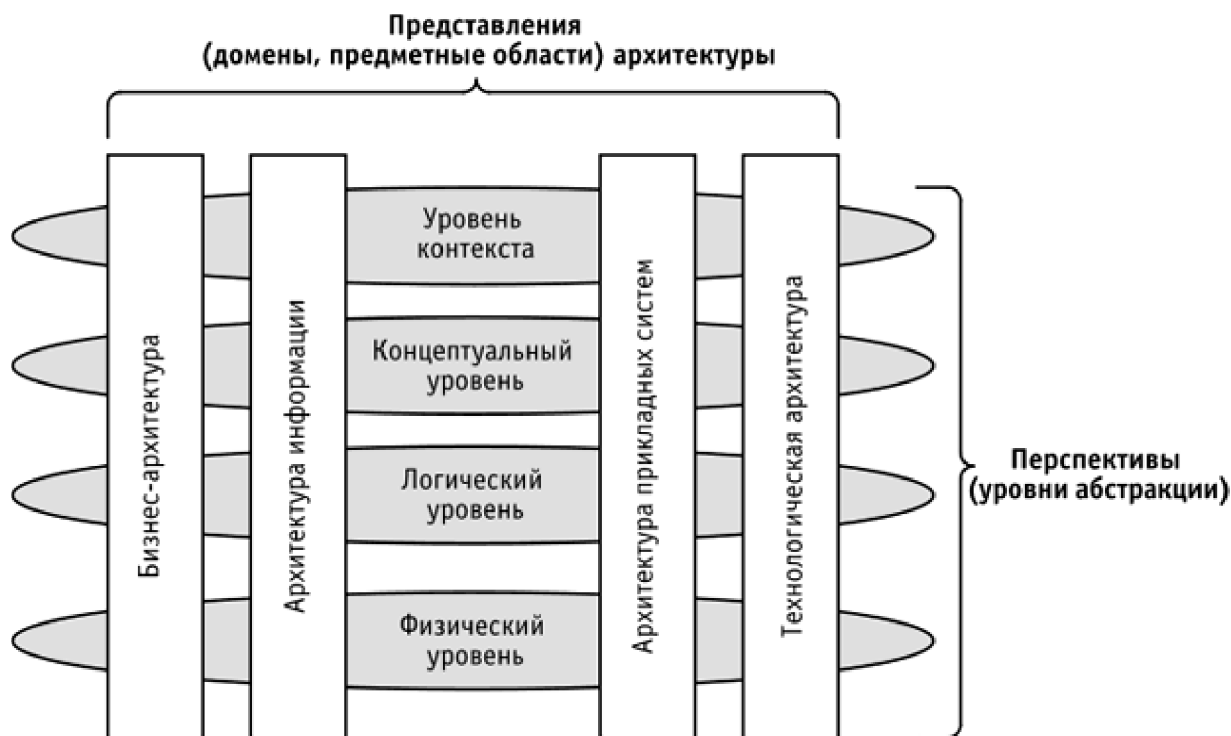 Представления
(домены, предметные области) архитектуры
Бизнес-архитектура
Архитектура информации
Уровень
контекста
Концептуальный
уровень
Логический
уровень
Физический
уровень
Архитектура прикладных систем
Технологическая архитектура
Перспективы
(уровни абстракции)